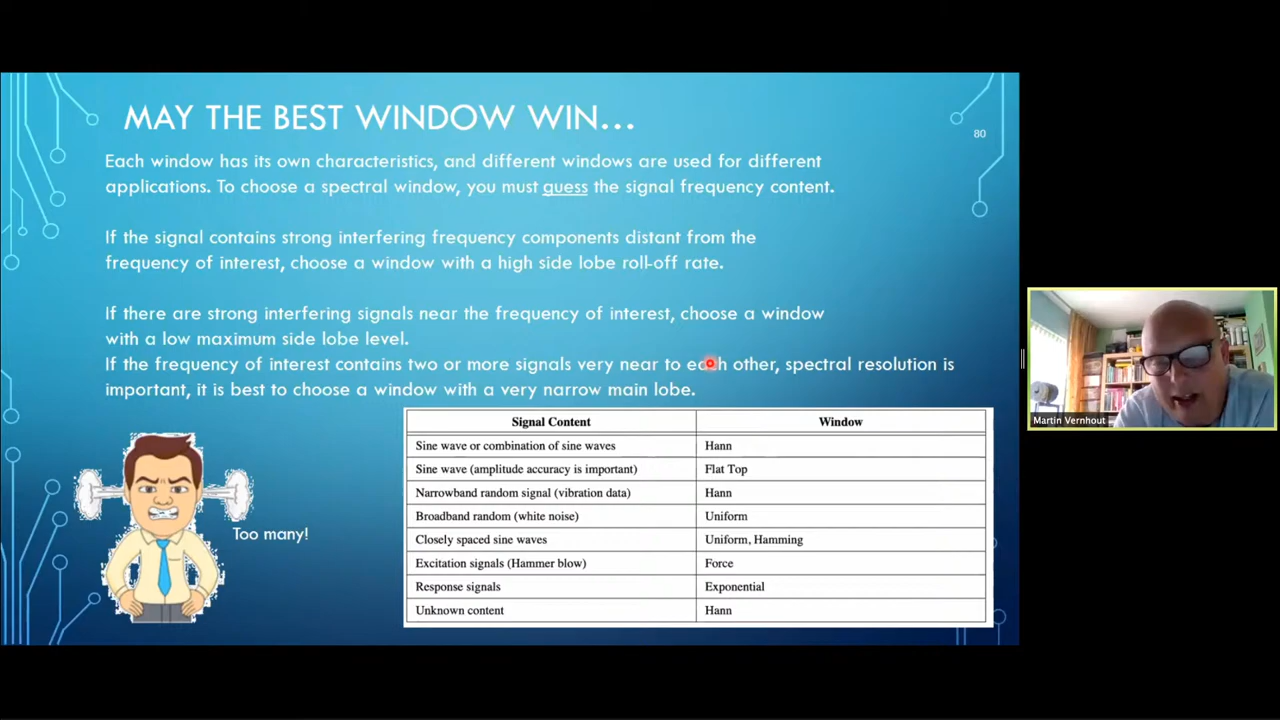 MAY THE BEST WINDOW WIN...
80
Each window has its own characteristics, and different windows are used for different
applications. To choose a spectral window, you must guess the signal frequency content.
If the signal contains strong interfering frequency components distant from the
frequency of interest, choose a window with a high side lobe roll-off rate.
If there are strong interfering signals near the frequency of interest, choose a window
with a low maximum side lobe level.
If the frequency of interest contains two or more signals very near to each other, spectral resolution is
important, it is best to choose a window with a very narrow main lobe.
Signal Content Window
Sine wave or combination of sine waves Hann
Sine wave (amplitude accuracy is important) Flat Top
Narrowband random signal (vibration data) Hann
Broadband random (white noise) Uniform
Closely spaced sine waves Uniform, Hamming
Excitation signals (Hammer blow) Force
Response signals Exponential
Unknown content Hann
Too many!
Martin Vernhout